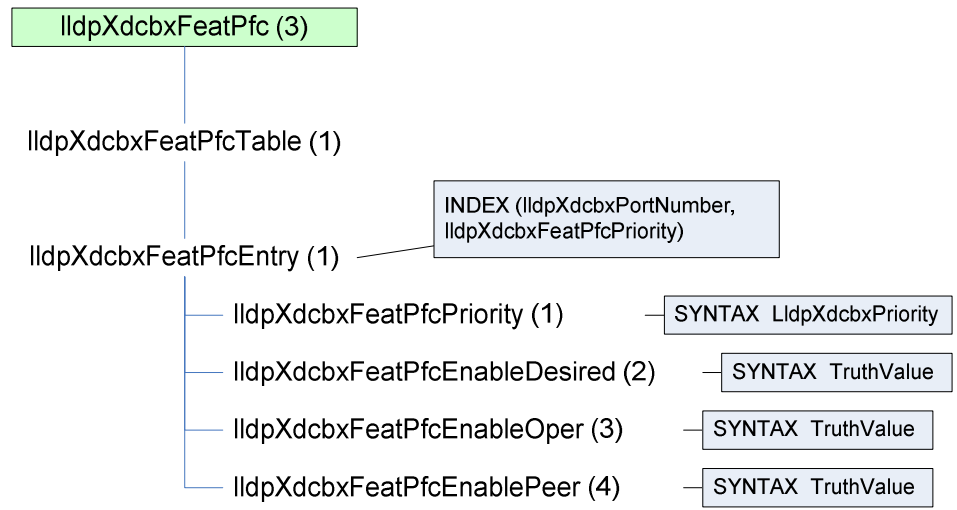 lldpXdcbxFeatPfc (3)
lldpXdcbxFeatPfcTable (1)
INDEX (lldpXdcbxPortNumber,
lldpXdcbxFeatPfcPriority)
lldpXdcbxFeatPfcEntry (1)
lldpXdcbxFeatPfcPriority (1)
SYNTAX LldpXdcbxPriority
lldpXdcbxFeatPfcEnableDesired (2)
SYNTAX TruthValue
lldpXdcbxFeatPfcEnableOper (3)
SYNTAX TruthValue
lldpXdcbxFeatPfcEnablePeer (4)
SYNTAX TruthValue